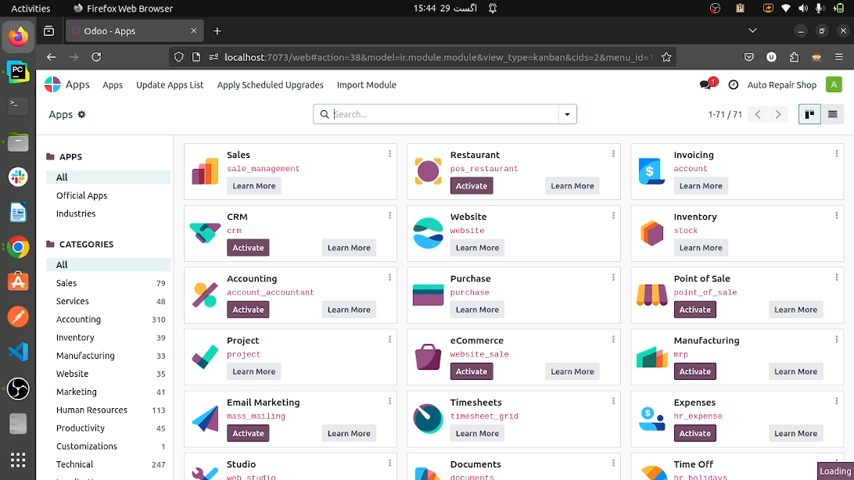 Activities
Firefox Web Browser
15:44 29 اگست
Odoo - Apps
localhost:7073/web#action=38&model=ir.module.module&view_type=kanban&cids=2&menu_id=
Apps
Apps
Update Apps List
Apply Scheduled Upgrades
Import Module
1
Auto Repair Shop
A
Apps
Search...
1-71 / 71
APPS
All
Official Apps
Industries
CATEGORIES
All
Sales 79
Services 48
Accounting 310
Inventory 39
Manufacturing 33
Website 35
Marketing 41
Human Resources 113
Productivity 46
Customizations 1
Technical 247
Sales
sale_management
Learn More
Restaurant
pos_restaurant
Activate Learn More
Invoicing
account
Learn More
CRM
crm
Activate Learn More
Website
website
Learn More
Inventory
stock
Learn More
Accounting
account_accountant
Activate Learn More
Purchase
purchase
Learn More
Point of Sale
point_of_sale
Activate Learn More
Project
project
Learn More
eCommerce
website_sale
Activate Learn More
Manufacturing
mrp
Activate Learn More
Email Marketing
mass_mailing
Activate Learn More
Timesheets
timesheet_grid
Learn More
Expenses
hr_expense
Activate Learn More
Studio
web_studio
Documents
documents
Time Off
hr_holidays
Loading